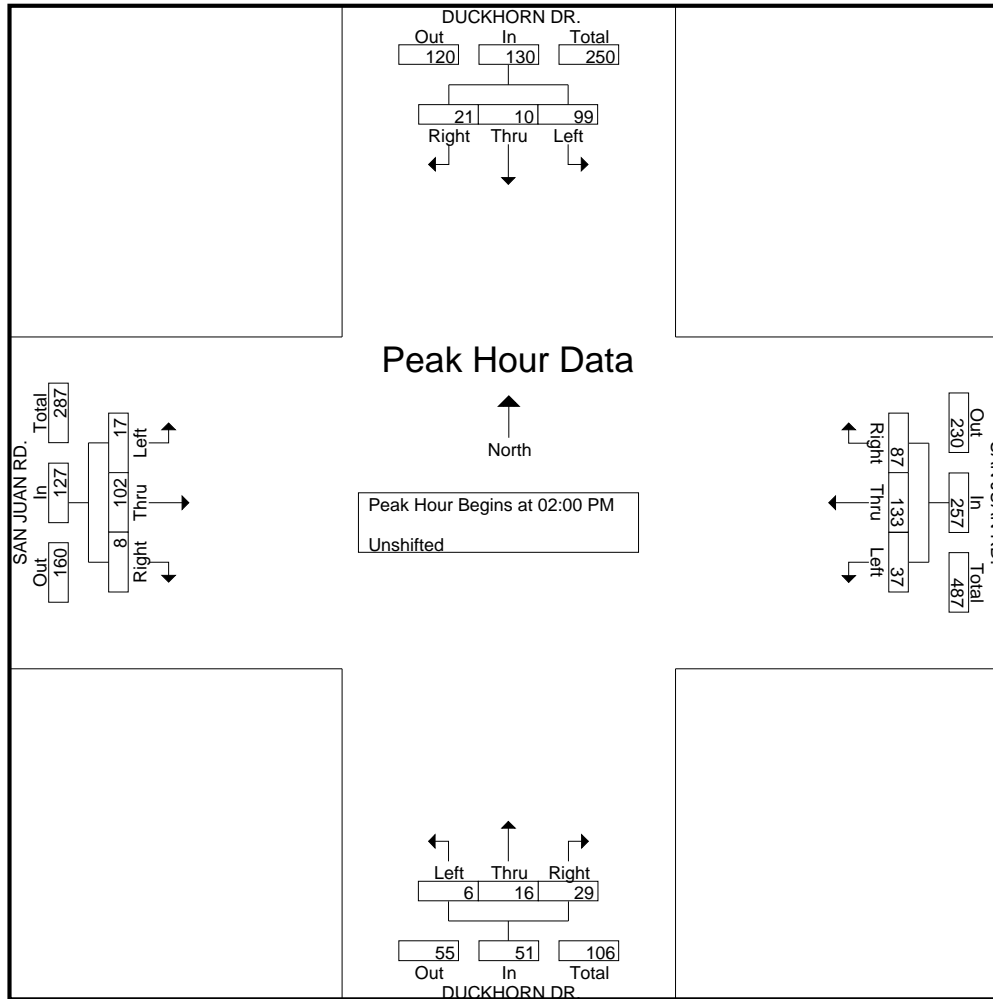 DUCKHORN DR.
Out In Total
120 130 250
21 10 99
Right Thru Left
Peak Hour Data
North
Peak Hour Begins at 02:00 PM
Unshifted
SAN JUAN RD.
Total In Out
287 127 160
17 102 8
Left Thru Right
Out In Total
230 257 487
87 133 37
Right Thru Left
Left Thru Right
6 16 29
55 51 106
Out In Total
DUCKHORN DR.